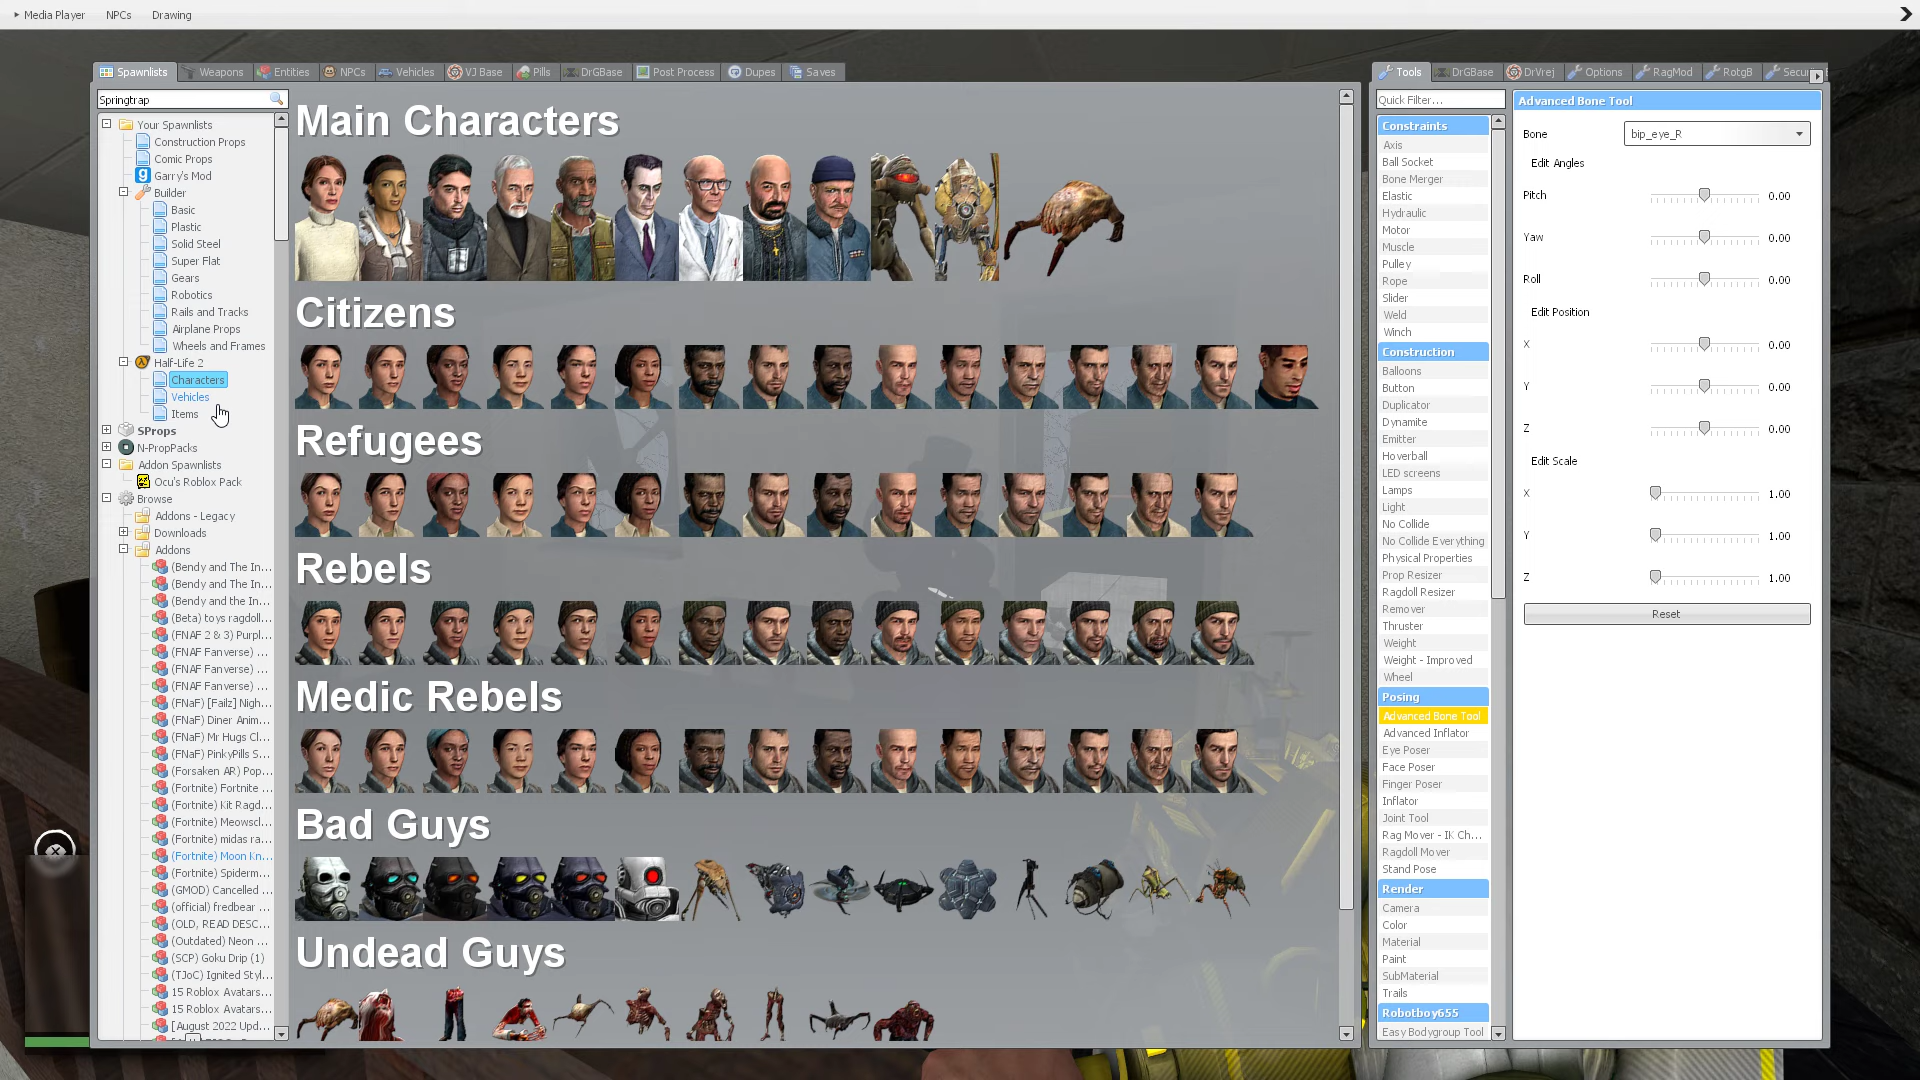 Media Player NPCs Drawing
Spawnlists Weapons Entities NPCs Vehicles VJ Base Pills DrGBase Post Process Dupes Saves
Springtrap
Your Spawnlists
Construction Props
Comic Props
Garry's Mod
Builder
Basic
Plastic
Solid Steel
Super Flat
Gears
Robotics
Rails and Tracks
Airplane Props
Wheels and Frames
Half-Life 2
Characters
Vehicles
Items
SProps
N-PropPacks
Addon Spawnlists
Ocu's Roblox Pack
Browse
Addons - Legacy
Downloads
Addons
(Bendy and The In...
(Bendy and The In...
(Bendy and the In...
(Beta) toys ragdoll...
(FNAF 2 & 3) Purpl...
(FNAF Fanverse) ...
(FNAF Fanverse) ...
(FNAF Fanverse) ...
(FNaF) [Failz] Nigh...
(FNaF) Diner Anim...
(FNaF) Mr Hugs Cl...
(FNaF) PinkyPills S...
(Forsaken AR) Pop...
(Fortnite) Fortnite ...
(Fortnite) Kit Ragd...
(Fortnite) Meowscl...
(Fortnite) midas ra...
(Fortnite) Moon Kn...
(Fortnite) Spiderm...
(GMOD) Cancelled ...
(official) fredbear ...
(OLD, READ DESC...
(Outdated) Neon ...
(SCP) Goku Drip (1)
(TJoC) Ignited Styl...
15 Roblox Avatars...
15 Roblox Avatars...
[August 2022 Upd...
Main Characters
Citizens
Refugees
Rebels
Medic Rebels
Bad Guys
Undead Guys
Tools DrGBase DrVrej Options RagMod RotgB Secur
Quick Filter...
Constraints
Axis
Ball Socket
Bone Merger
Elastic
Hydraulic
Motor
Muscle
Pulley
Rope
Slider
Weld
Winch
Construction
Balloons
Button
Duplicator
Dynamite
Emitter
Hoverball
LED screens
Lamps
Light
No Collide
No Collide Everything
Physical Properties
Prop Resizer
Ragdoll Resizer
Remover
Thruster
Weight
Weight - Improved
Wheel
Posing
Advanced Bone Tool
Advanced Inflator
Eye Poser
Face Poser
Finger Poser
Inflator
Joint Tool
Rag Mover - IK Ch...
Ragdoll Mover
Stand Pose
Render
Camera
Color
Material
Paint
SubMaterial
Trails
Robotboy655
Easy Bodygroup Tool
Advanced Bone Tool
Bone bip_eye_R
Edit Angles
Pitch 0.00
Yaw 0.00
Roll 0.00
Edit Position
X 0.00
Y 0.00
Z 0.00
Edit Scale
X 1.00
Y 1.00
Z 1.00
Reset